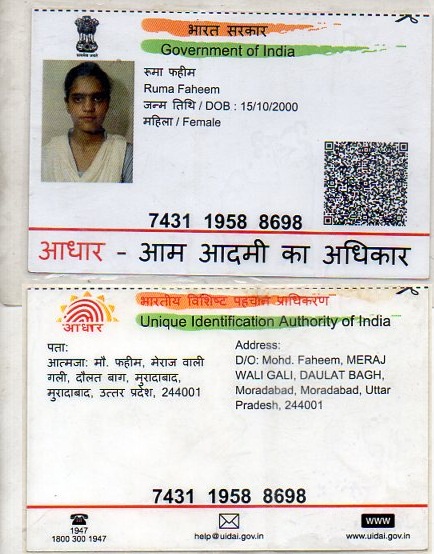 भारत सरकार
Government of India
रूमा फहीम
Ruma Faheem
जन्म तिथि / DOB : 15/10/2000
महिला / Female
7431 1958 8698
आधार - आम आदमी का अधिकार
भारतीय विशिष्ट पहचान प्राधिकरण
आधार
Unique Identification Authority of India
पता:
आत्मजा: मौ. फहीम, मेराज वाली
गली, दौलत बाग, मुरादाबाद,
मुरादाबाद, उत्तर प्रदेश, 244001
Address:
D/O: Mohd. Faheem, MERAJ
WALI GALI, DAULAT BAGH,
Moradabad, Moradabad, Uttar
Pradesh, 244001
7431 1958 8698
1947
1800 300 1947
help@uidai.gov.in
www
www.uidai.gov.in